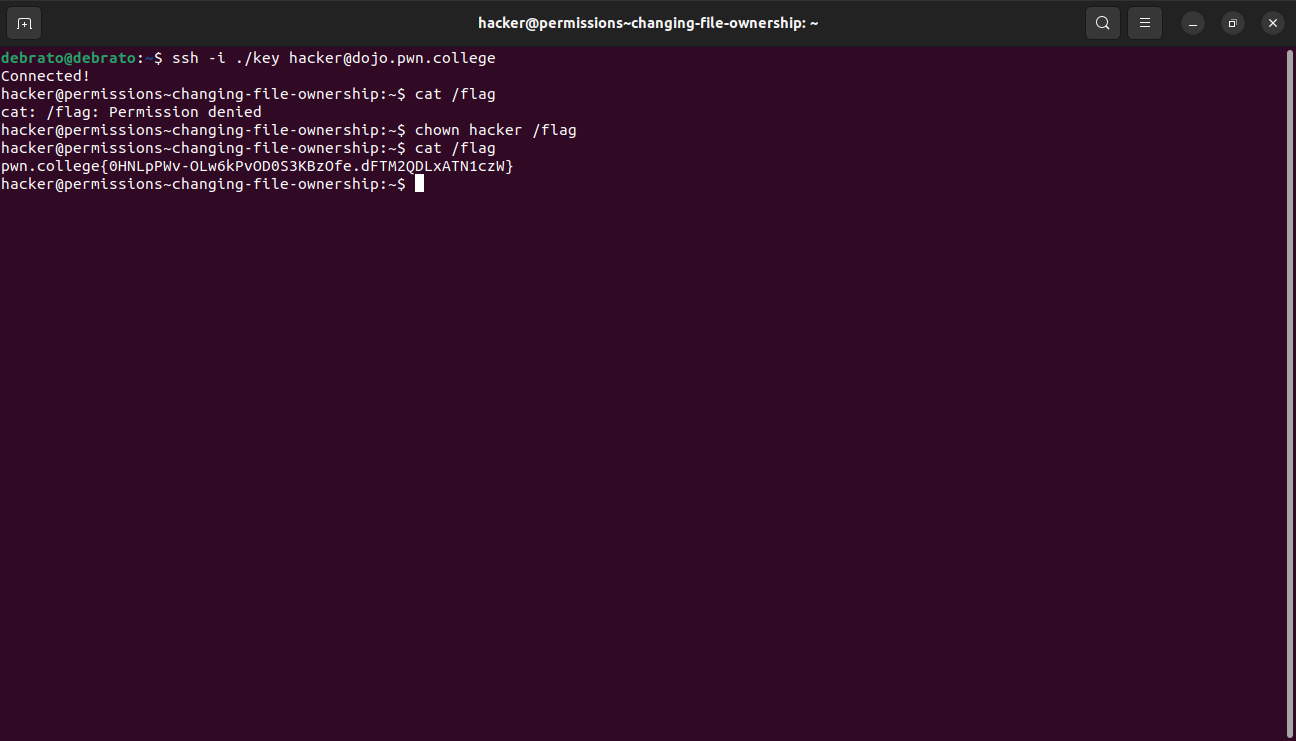 hacker@permissions~changing-file-ownership: ~
debrato@debrato:~$ ssh -i ./key hacker@dojo.pwn.college
Connected!
hacker@permissions~changing-file-ownership:~$ cat /flag
cat: /flag: Permission denied
hacker@permissions~changing-file-ownership:~$ chown hacker /flag
hacker@permissions~changing-file-ownership:~$ cat /flag
pwn.college{0HNLpPWv-OLw6kPvOD0S3KBzOfe.dFTM2QDLxATN1czW}
hacker@permissions~changing-file-ownership:~$